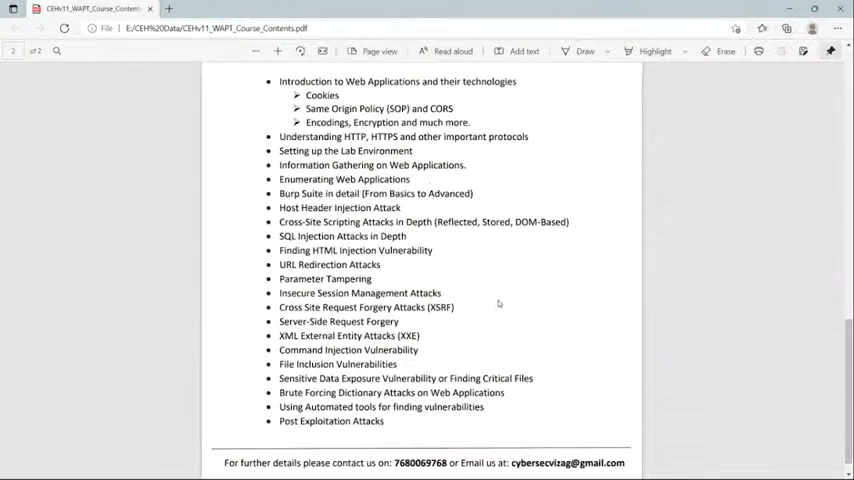 CEHv11_WAPT_Course_Contents
File
E:/CEH%20Data/CEHv11_WAPT_Course_Contents.pdf
2 of 2
Page view
Read aloud
Add text
Draw
Highlight
Erase
• Introduction to Web Applications and their technologies
➢ Cookies
➢ Same Origin Policy (SOP) and CORS
➢ Encodings, Encryption and much more.
• Understanding HTTP, HTTPS and other important protocols
• Setting up the Lab Environment
• Information Gathering on Web Applications.
• Enumerating Web Applications
• Burp Suite in detail (From Basics to Advanced)
• Host Header Injection Attack
• Cross-Site Scripting Attacks in Depth (Reflected, Stored, DOM-Based)
• SQL Injection Attacks in Depth
• Finding HTML Injection Vulnerability
• URL Redirection Attacks
• Parameter Tampering
• Insecure Session Management Attacks
• Cross Site Request Forgery Attacks (XSRF)
• Server-Side Request Forgery
• XML External Entity Attacks (XXE)
• Command Injection Vulnerability
• File Inclusion Vulnerabilities
• Sensitive Data Exposure Vulnerability or Finding Critical Files
• Brute Forcing Dictionary Attacks on Web Applications
• Using Automated tools for finding vulnerabilities
• Post Exploitation Attacks
For further details please contact us on: 7680069768 or Email us at: cybersecvizag@gmail.com